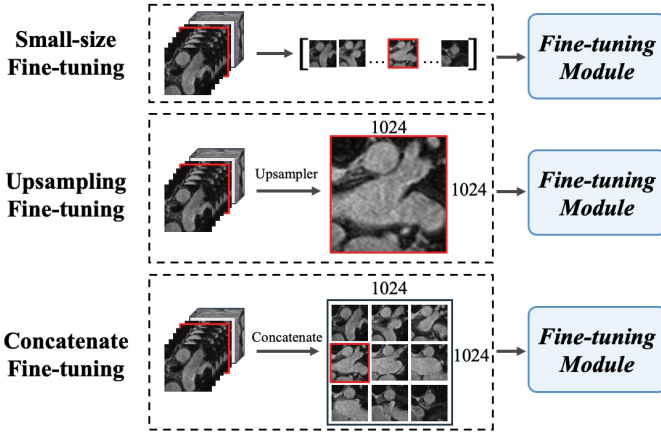 Small-size
Fine-tuning
[ ... ... ]
Fine-tuning
Module
1024
Upsampling
Fine-tuning
Upsampler
1024
Fine-tuning
Module
1024
Concatenate
Fine-tuning
Concatenate
1024
Fine-tuning
Module